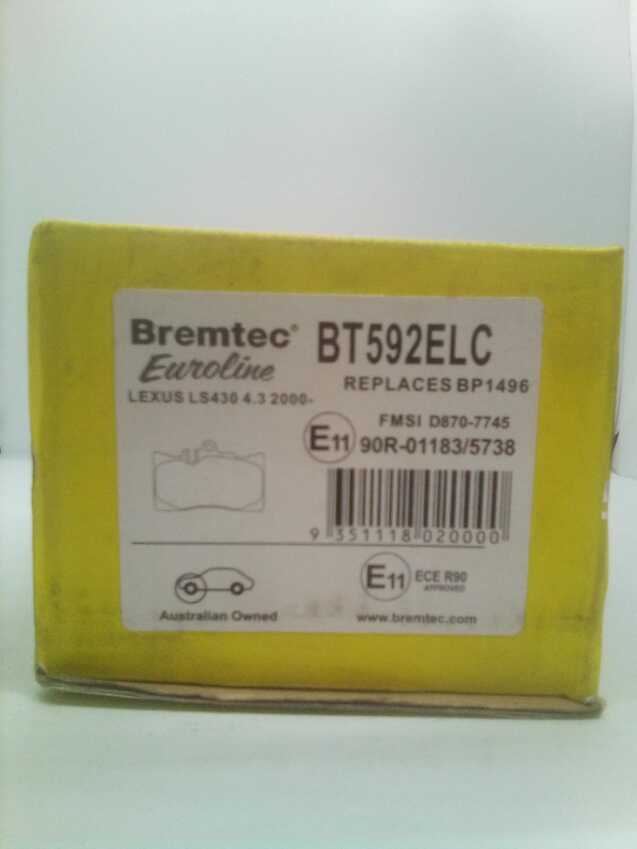 Bremtec®
Euroline
BT592ELC
REPLACES BP1496
LEXUS LS430 4.3 2000-
FMSI D870-7745
E11 90R-01183/5738
9 351118 020000
E11 ECE R90
APPROVED
Australian Owned
www.bremtec.com